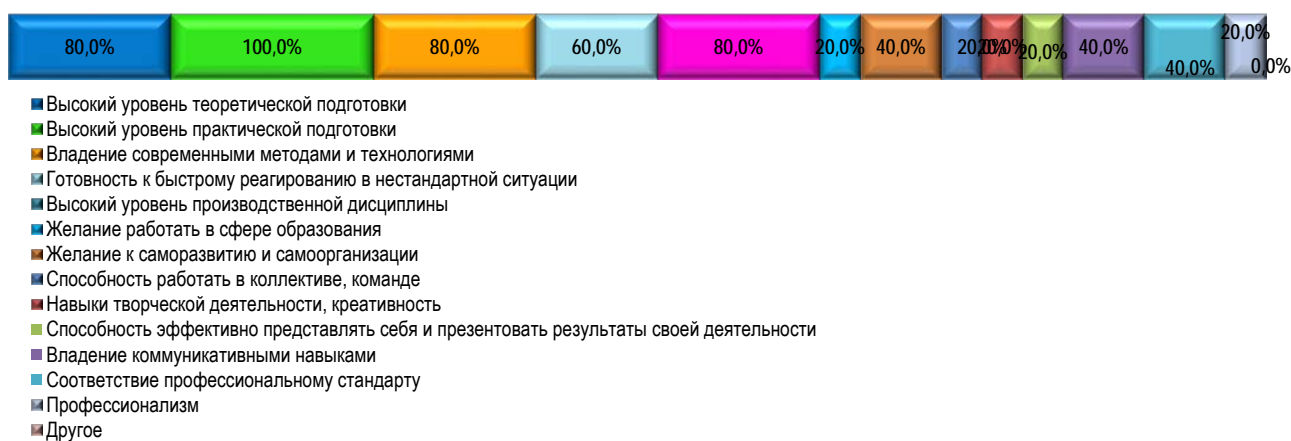 80,0% 100,0% 80,0% 60,0% 80,0% 20,0% 40,0% 20,0% 20,0% 20,0% 40,0% 40,0% 20,0% 0,0%
Высокий уровень теоретической подготовки
Высокий уровень практической подготовки
Владение современными методами и технологиями
Готовность к быстрому реагированию в нестандартной ситуации
Высокий уровень производственной дисциплины
Желание работать в сфере образования
Желание к саморазвитию и самоорганизации
Способность работать в коллективе, команде
Навыки творческой деятельности, креативность
Способность эффективно представлять себя и презентовать результаты своей деятельности
Владение коммуникативными навыками
Соответствие профессиональному стандарту
Профессионализм
Другое